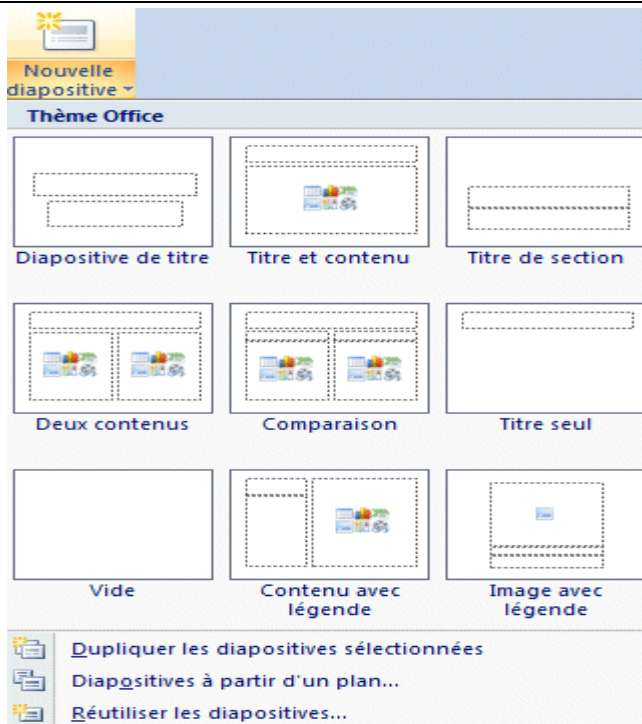 Nouvelle
diapositive
Thème Office
Diapositive de titre
Titre et contenu
Titre de section
Deux contenus
Comparaison
Titre seul
Vide
Contenu avec
légende
Image avec
légende
Dupliquer les diapositives sélectionnées
Diapositives à partir d'un plan...
Réutiliser les diapositives...